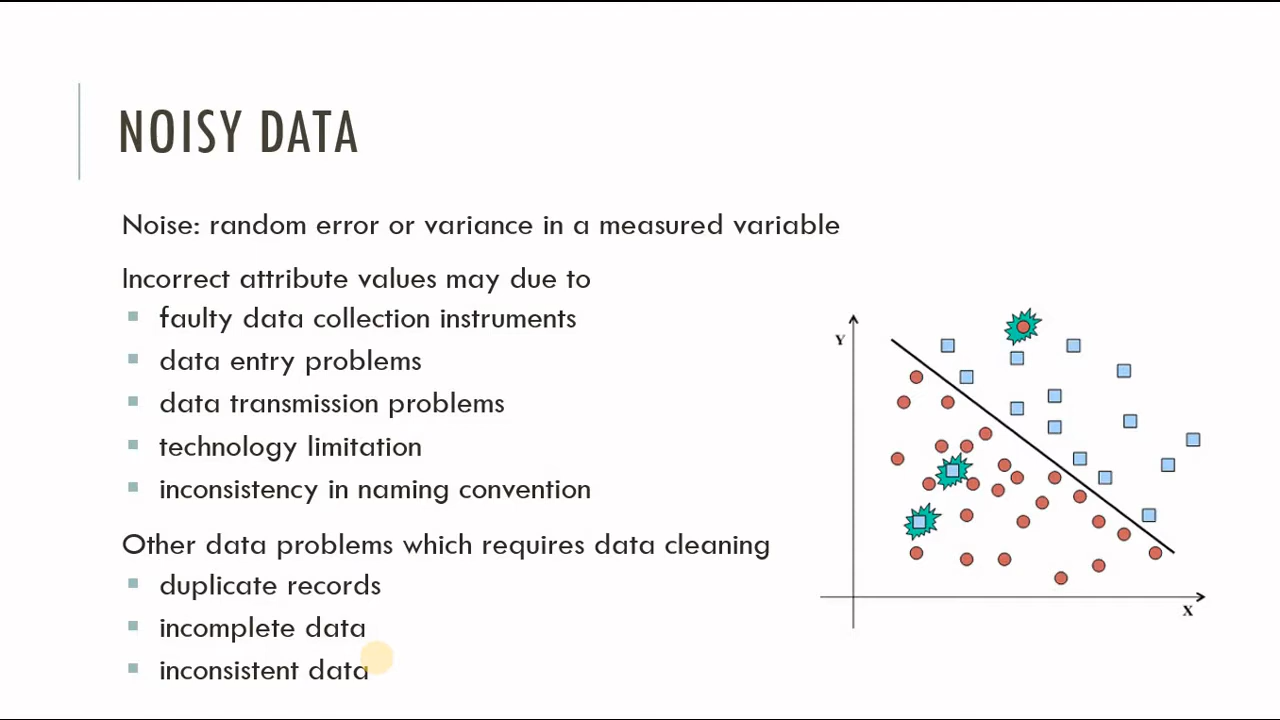 NOISY DATA
Noise: random error or variance in a measured variable
Incorrect attribute values may due to
faulty data collection instruments
data entry problems
data transmission problems
technology limitation
inconsistency in naming convention
Other data problems which requires data cleaning
duplicate records
incomplete data
inconsistent data
Y
X